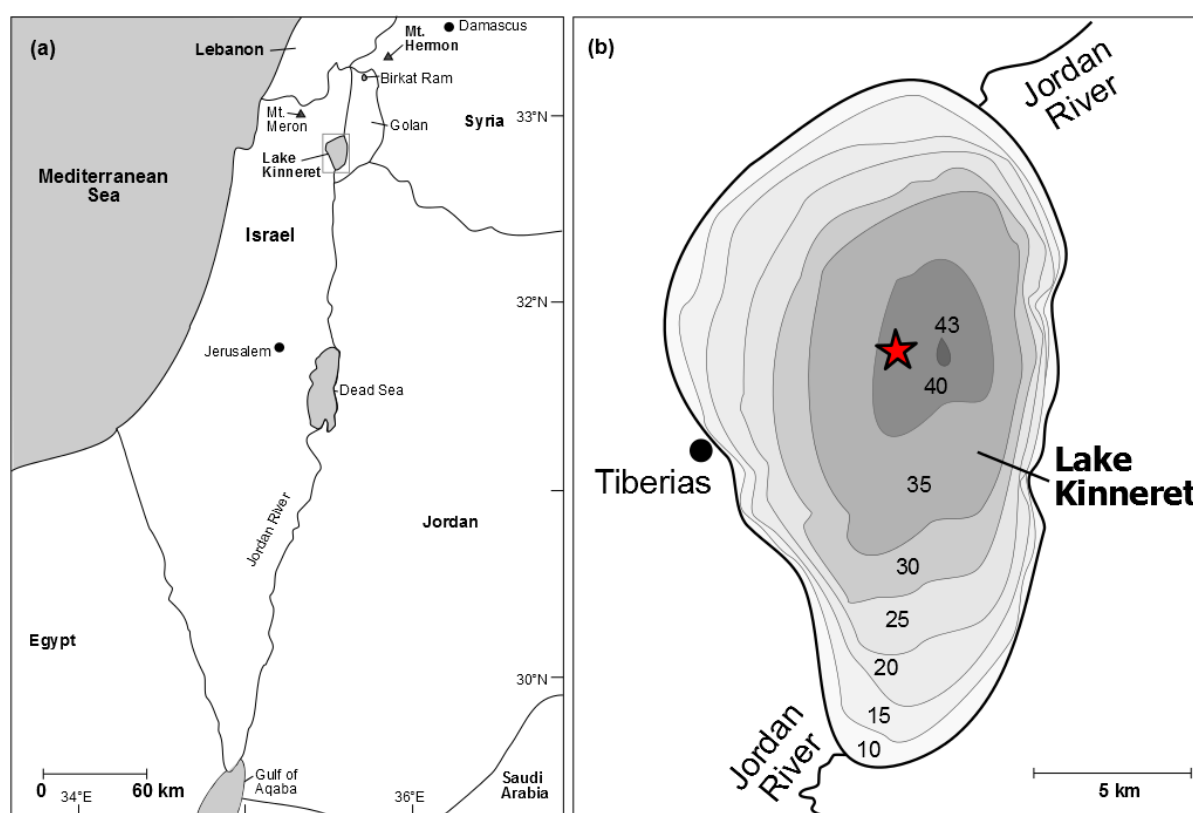 (a)
Lebanon
Mt.
Hermon
Damascus
Birkat Ram
Mt.
Meron
Golan
Syria
33°N
Lake
Kinneret
Mediterranean
Sea
Israel
32°N
Jerusalem
Dead Sea
Jordan River
Jordan
Egypt
30°N
Gulf of
Aqaba
Saudi
Arabia
0 60 km
34°E
36°E
(b)
Jordan
River
43
40
Tiberias
Lake
Kinneret
35
30
25
20
15
10
Jordan
River
5 km